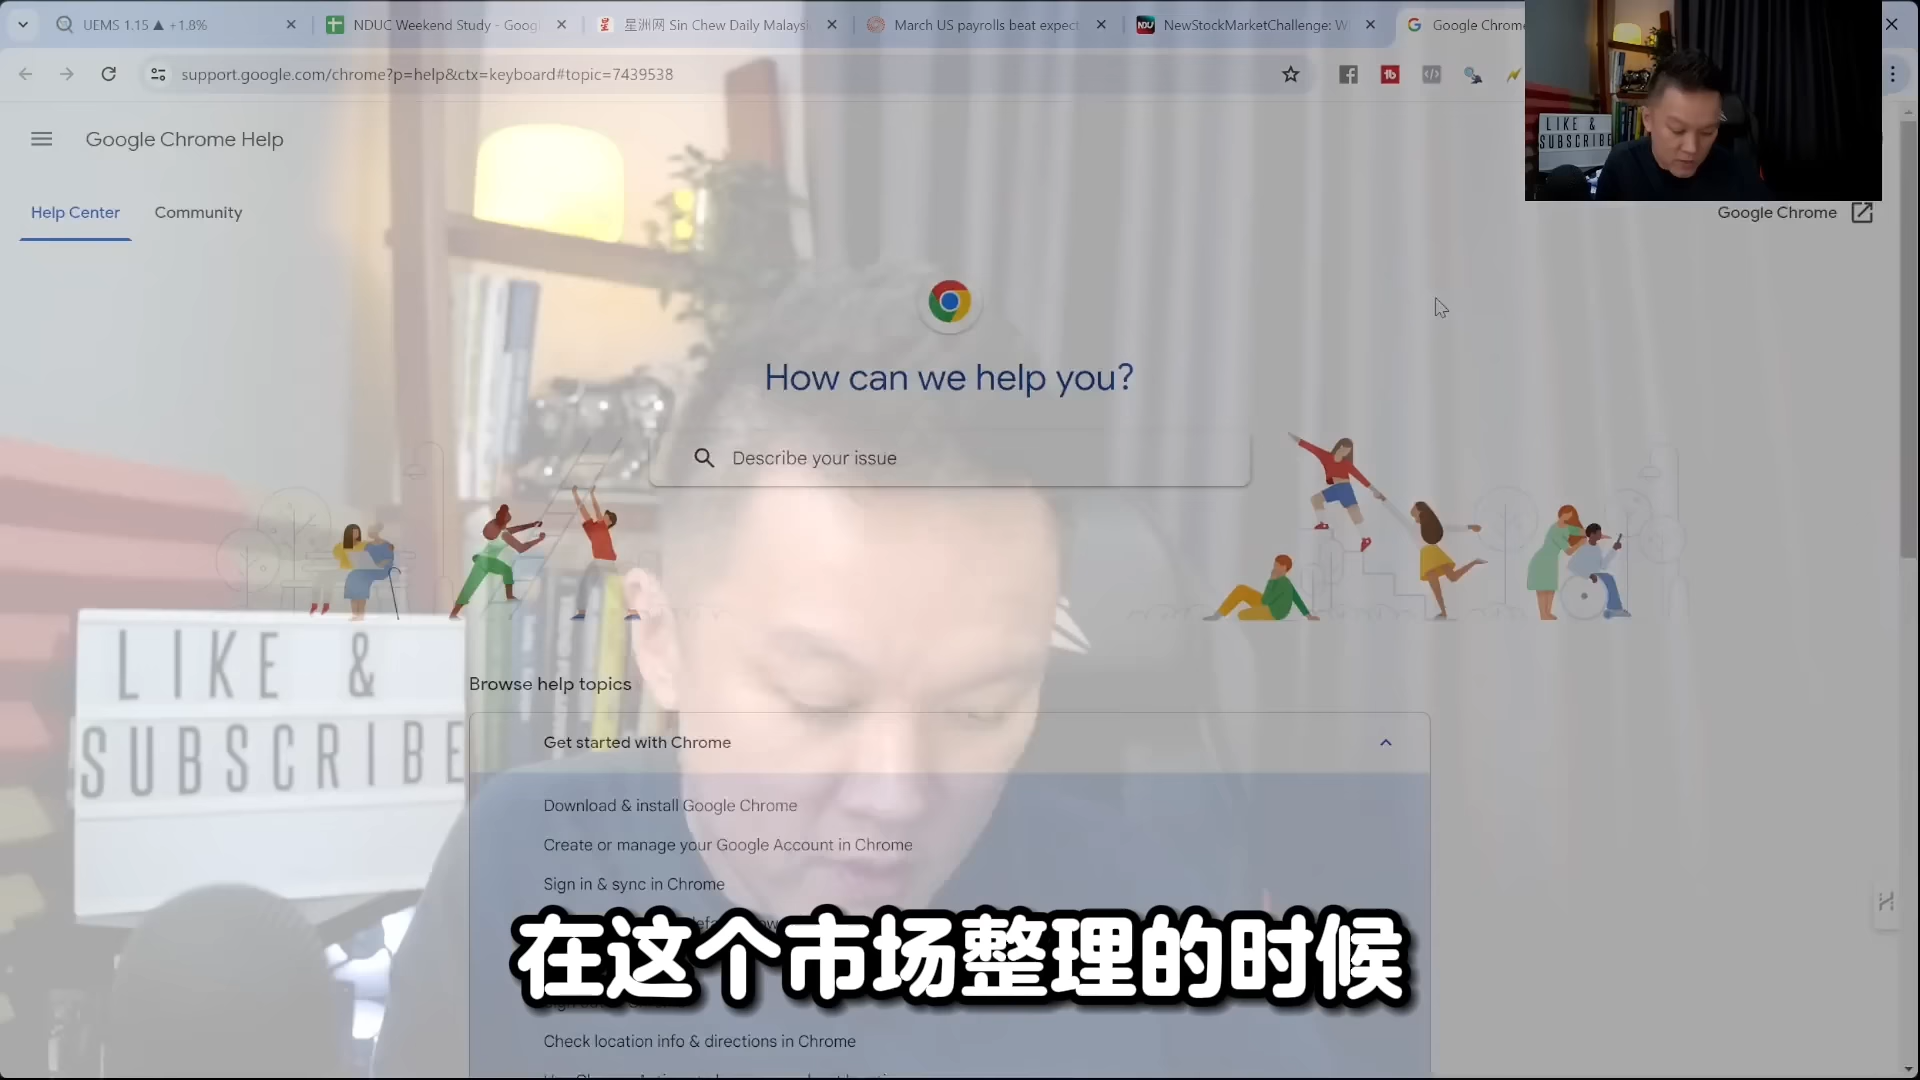 UEMS 1.15 ▲ +1.8%
NDUC Weekend Study - Goog
星洲网 Sin Chew Daily Malaysi
March US payrolls beat expect
NewStockMarketChallenge: W
Google Chrome
support.google.com/chrome?p=help&ctx=keyboard#topic=7439538
Google Chrome Help
Help Center
Community
Google Chrome
LIKE &
SUBSCRIBE
How can we help you?
Describe your issue
LIKE &
SUBSCRIBE
Browse help topics
Get started with Chrome
Download & install Google Chrome
Create or manage your Google Account in Chrome
Sign in & sync in Chrome
在这个市场整理的时候
Check location info & directions in Chrome